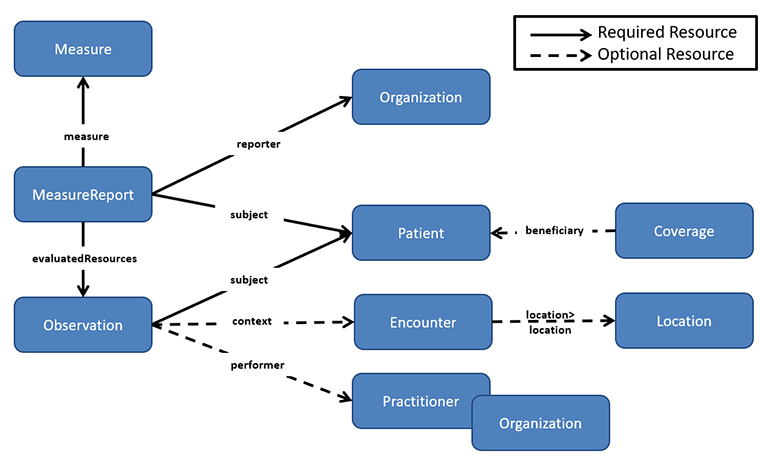 Measure
Required Resource
Optional Resource
Organization
measure
reporter
MeasureReport
subject
Patient
beneficiary
Coverage
evaluatedResources
subject
Observation
context
Encounter
location>
location
Location
performer
Practitioner
Organization